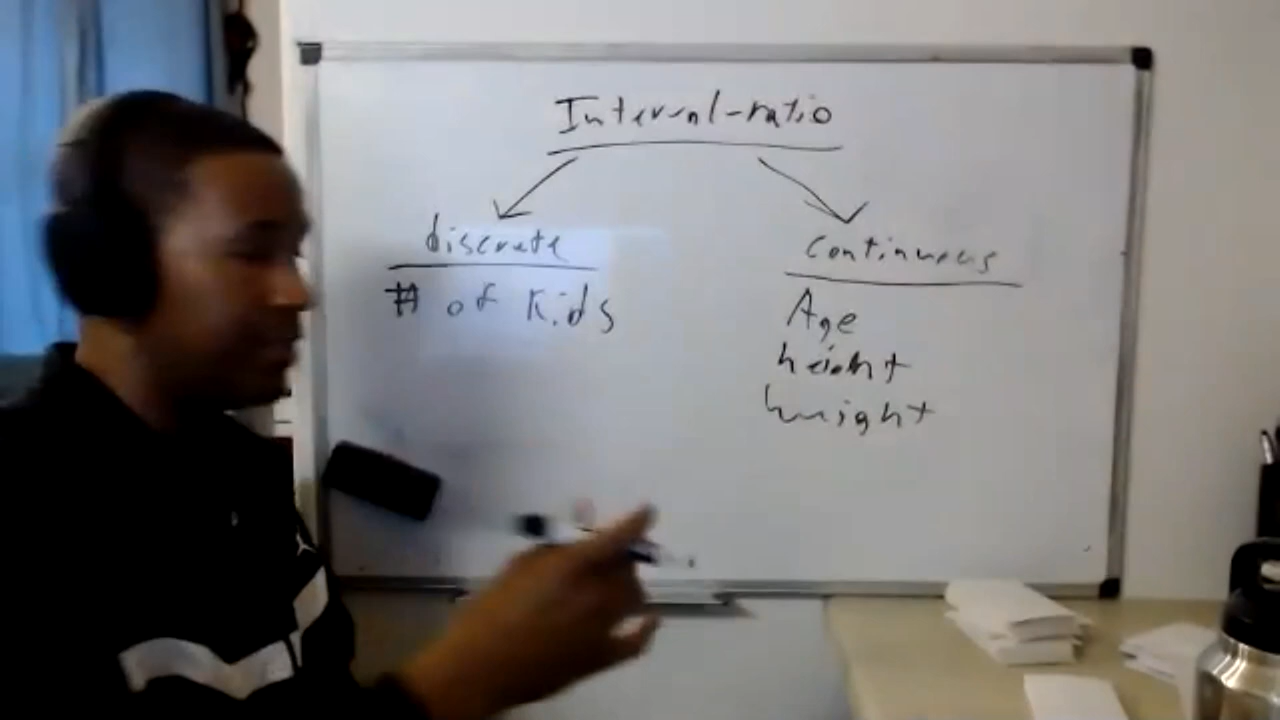 Interval-ratio
discrete
# of kids
continuous
Age
height
weight